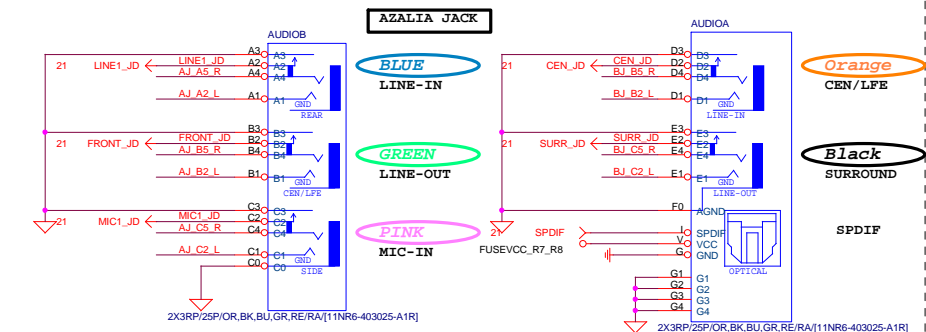 AZALIA JACK
AUDIOB
A3 A3
21 LINE1_JD LINE1_JD A2 A2
AJ_A5_R A4 A4
AJ_A2_L A1 A1
GND
REAR
BLUE
LINE-IN
B3 B3
21 FRONT_JD FRONT_JD B2 B2
AJ_B5_R B4 B4
AJ_B2_L B1 B1
GND
CEN/LFE
GREEN
LINE-OUT
C3 C3
21 MIC1_JD MIC1_JD C2 C2
AJ_C5_R C4 C4
AJ_C2_L C1 C1
GND
C0 C0
SIDE
PINK
MIC-IN
2X3RP/25P/OR,BK,BU,GR,RE/RA/[11NR6-403025-A1R]
AUDIOA
D3 D3
21 CEN_JD CEN_JD D2 D2
BJ_B5_R D4 D4
BJ_B2_L D1 D1
GND
LINE-IN
Orange
CEN/LFE
E3 E3
21 SURR_JD SURR_JD E2 E2
BJ_C5_R E4 E4
BJ_C2_L E1 E1
GND
LINE-OUT
Black
SURROUND
F0 AGND
21 SPDIF I SPDIF
FUSEVCC_R7_R8 V VCC
G GND
OPTICAL
SPDIF
G1 G1
G2 G2
G3 G3
G4 G4
2X3RP/25P/OR,BK,BU,GR,RE/RA/[11NR6-403025-A1R]